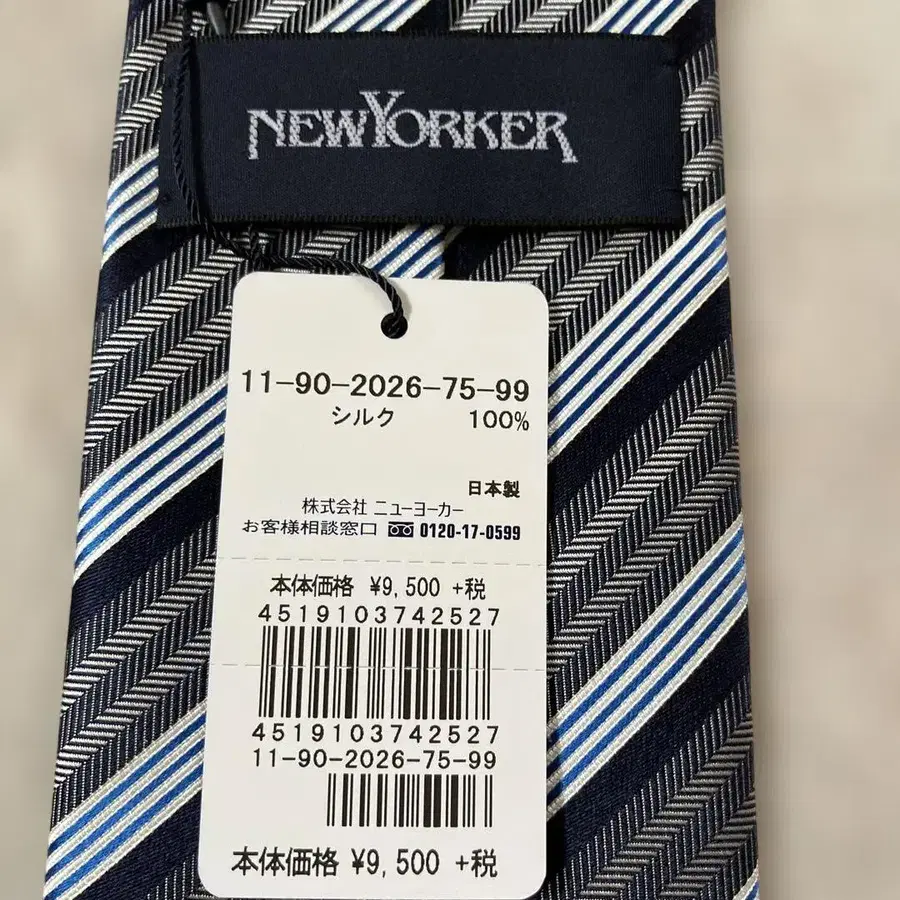 NEWYORKER
11-90-2026-75-99
シルク 100%
日本製
株式会社 ニューヨーカー
お客様相談窓口 0120-17-0599
本体価格 ¥9,500 +税
4519103742527
4519103742527
11-90-2026-75-99
本体価格 ¥9,500 +税